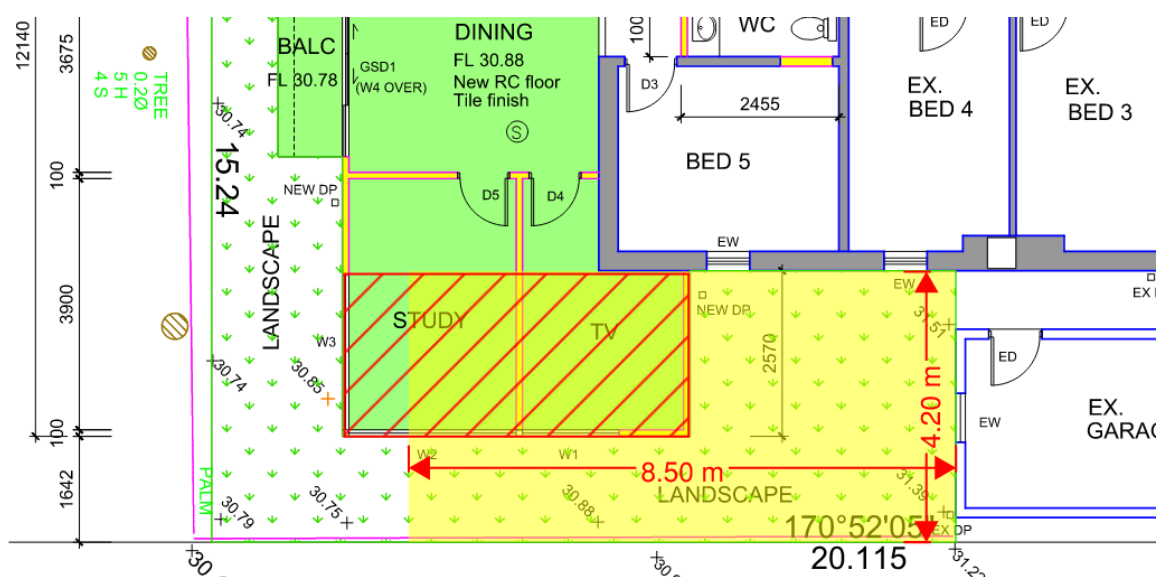 12140
3675
TREE
0.2Ø
5 H
4 S
30.74
15.24
BALC
FL 30.78
GSD1
(W4 OVER)
DINING
FL 30.88
New RC floor
Tile finish
S
WC
D3
2455
BED 5
ED
EX.
BED 4
ED
EX.
BED 3
100
NEW DP
D5
D4
EW
LANDSCAPE
3900
W3
STUDY
TV
NEW DP
EW
31.51
EX
30.74
30.85
2570
4.20 m
ED
EW
EX.
100
W2
W1
8.50 m
1642
PALM
30.79
30.75
30.88
LANDSCAPE
31.39
170°52'05"
EX DP
20.115